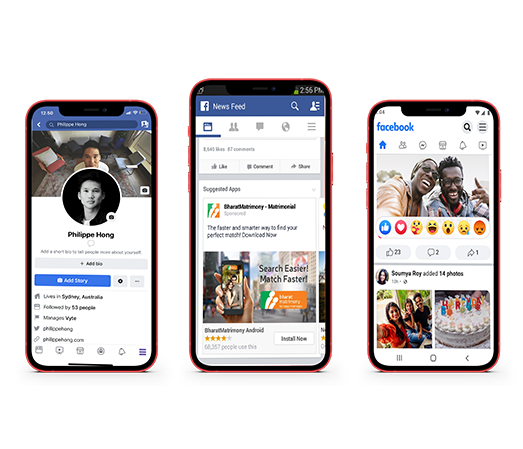 12:50
Philippe Hong
Philippe Hong
Add a short bio to tell people more about yourself.
+ Add bio
Add Story
Lives in Sydney, Australia
Followed by 53 people
Manages Vyte
philippehong
philippehong.com
2:56 PM
f News Feed
8,640 likes 87 comments
Like Comment Share
Suggested Apps
BharatMatrimony - Matrimonial
Sponsored
The faster and smarter way to find your
perfect match! Download Now
Search Easier!
Match Faster!
bharat
matrimony
BharatMatrimony Android
68,357 people use this
Install Now
:04
facebook
23 2 1
Soumya Roy added 14 photos